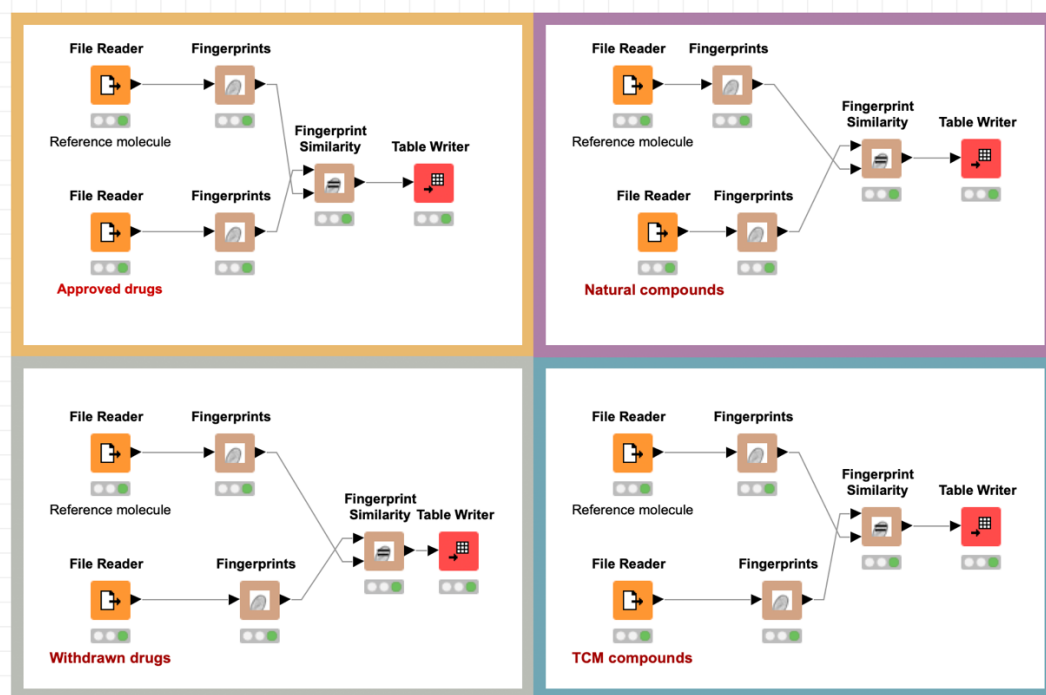 File Reader
Fingerprints
Reference molecule
Fingerprint
Similarity
Table Writer
File Reader
Fingerprints
Approved drugs
File Reader
Fingerprints
Reference molecule
Fingerprint
Similarity
Table Writer
File Reader
Fingerprints
Natural compounds
File Reader
Fingerprints
Reference molecule
Fingerprint
Similarity
Table Writer
File Reader
Fingerprints
Withdrawn drugs
File Reader
Fingerprints
Reference molecule
Fingerprint
Similarity
Table Writer
File Reader
Fingerprints
TCM compounds